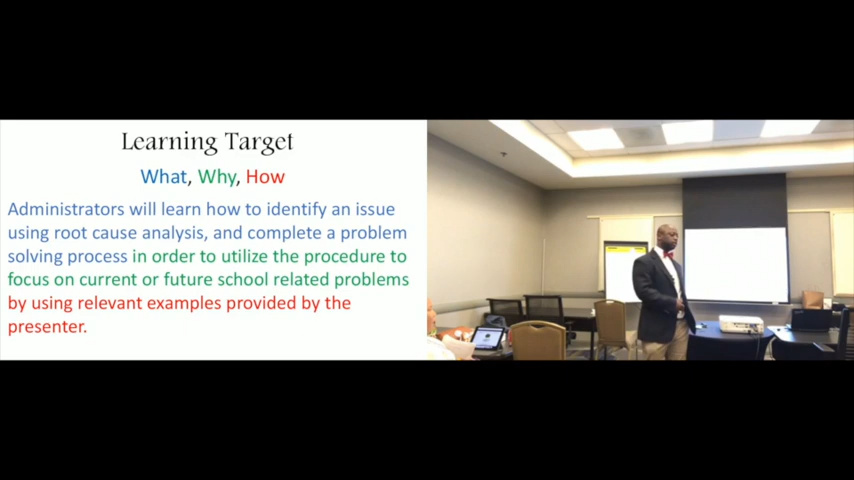 Learning Target
What, Why, How
Administrators will learn how to identify an issue
using root cause analysis, and complete a problem
solving process in order to utilize the procedure to
focus on current or future school related problems
by using relevant examples provided by the
presenter.